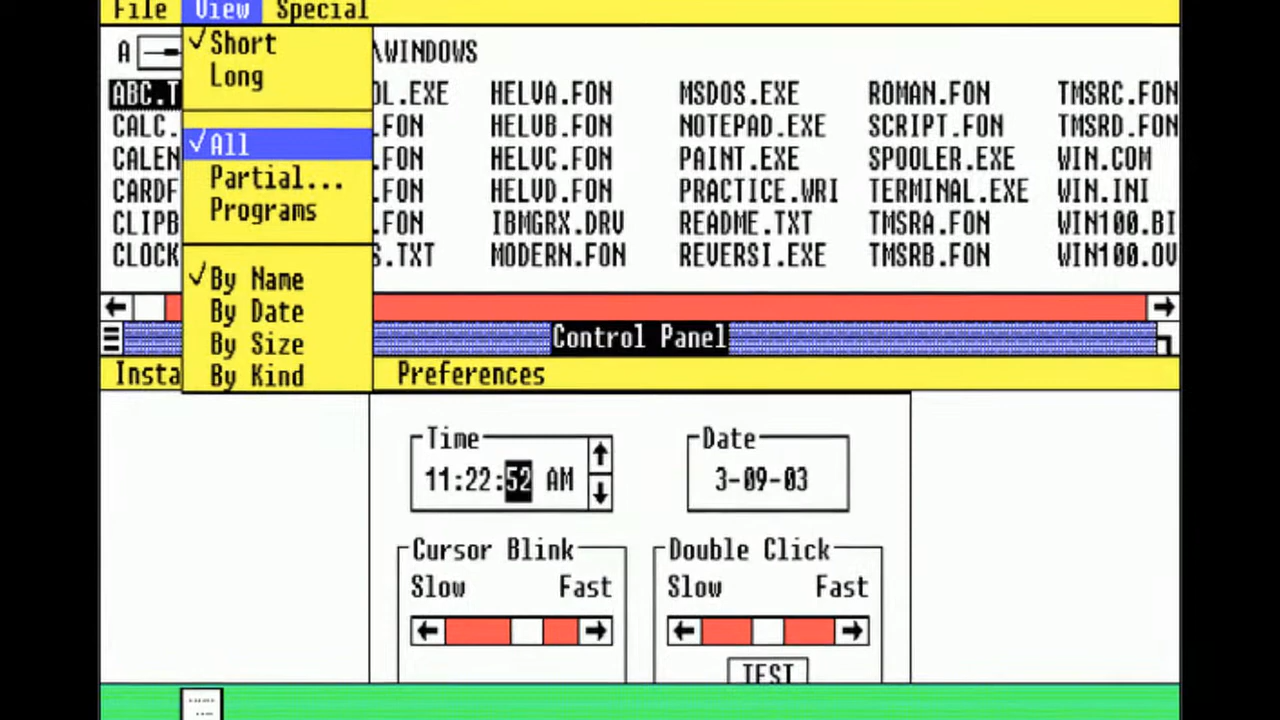 File View Special
A \WINDOWS
✓Short
Long
✓All
Partial...
Programs
✓By Name
By Date
By Size
By Kind
ABC.T OL.EXE HELVA.FON MSDOS.EXE ROMAN.FON TMSRC.FON
CALC. .FON HELVB.FON NOTEPAD.EXE SCRIPT.FON TMSRD.FON
CALEN .FON HELVC.FON PAINT.EXE SPOOLER.EXE WIN.COM
CARDF .FON HELVD.FON PRACTICE.WRI TERMINAL.EXE WIN.INI
CLIPB .FON IBMGRX.DRV README.TXT TMSRA.FON WIN100.BI
CLOCK S.TXT MODERN.FON REVERSI.EXE TMSRB.FON WIN100.OV
Control Panel
Insta Preferences
Time Date
11:22:52 AM 3-09-03
Cursor Blink Double Click
Slow Fast Slow Fast
TEST